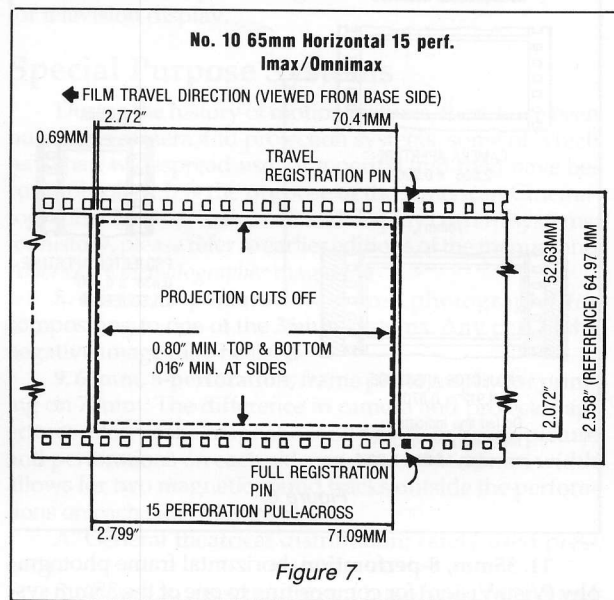 No. 10 65mm Horizontal 15 perf.
Imax/Omnimax
FILM TRAVEL DIRECTION (VIEWED FROM BASE SIDE)
2.772" 70.41MM
0.69MM
TRAVEL
REGISTRATION PIN
PROJECTION CUTS OFF
0.80" MIN. TOP & BOTTOM
.016" MIN. AT SIDES
52.63MM
2.072"
2.558" (REFERENCE) 64.97 MM
FULL REGISTRATION
PIN
15 PERFORATION PULL-ACROSS
2.799" 71.09MM
Figure 7.